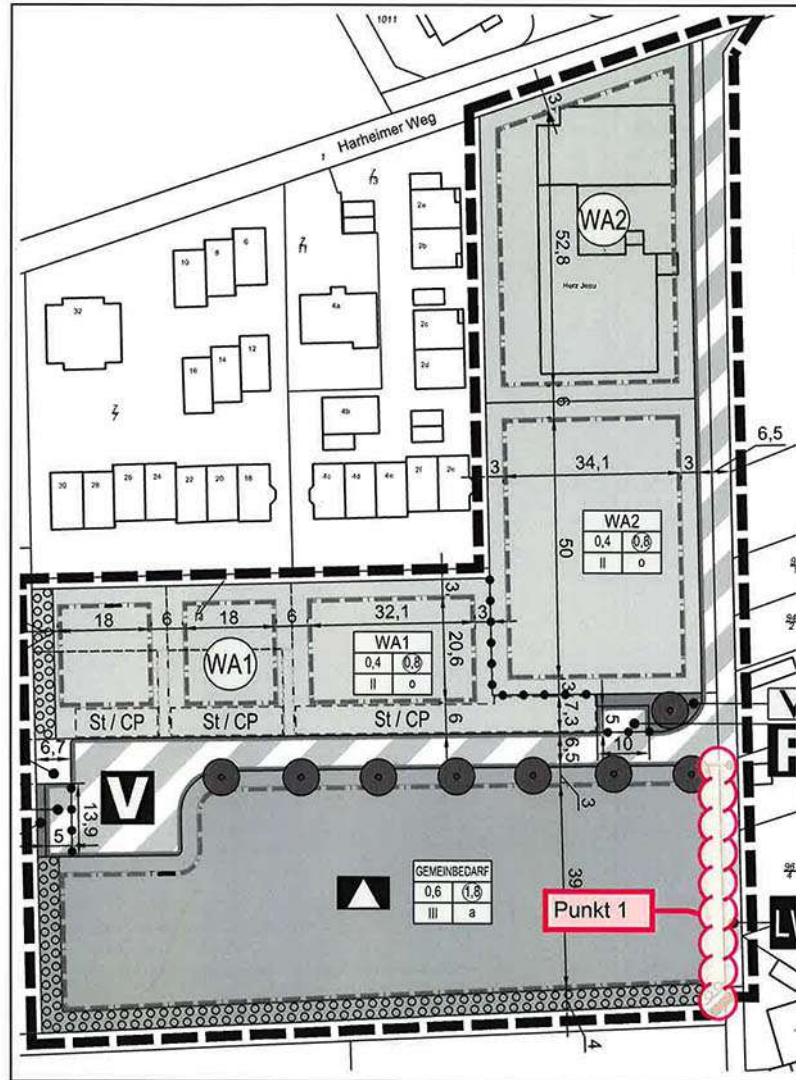 1011
Harheimer Weg
1
3
WA2
52,8
Herz Jesu
10
8
6
2a
2b
32
4a
16
14
12
2c
2d
4b
6
6,5
3
34,1
3
30
28
26
24
22
20
18
4c
4d
4e
2f
2e
WA2
0,4
0,8
II
o
50
3
18
6
18
6
32,1
3
WA1
WA1
0,4
0,8
II
o
20,6
3
7,3
St / CP
St / CP
St / CP
6
5
10
6,5
6,7
V
13,9
5
3
GEMEINBEDARF
0,6
1,8
III
a
39
Punkt 1
4